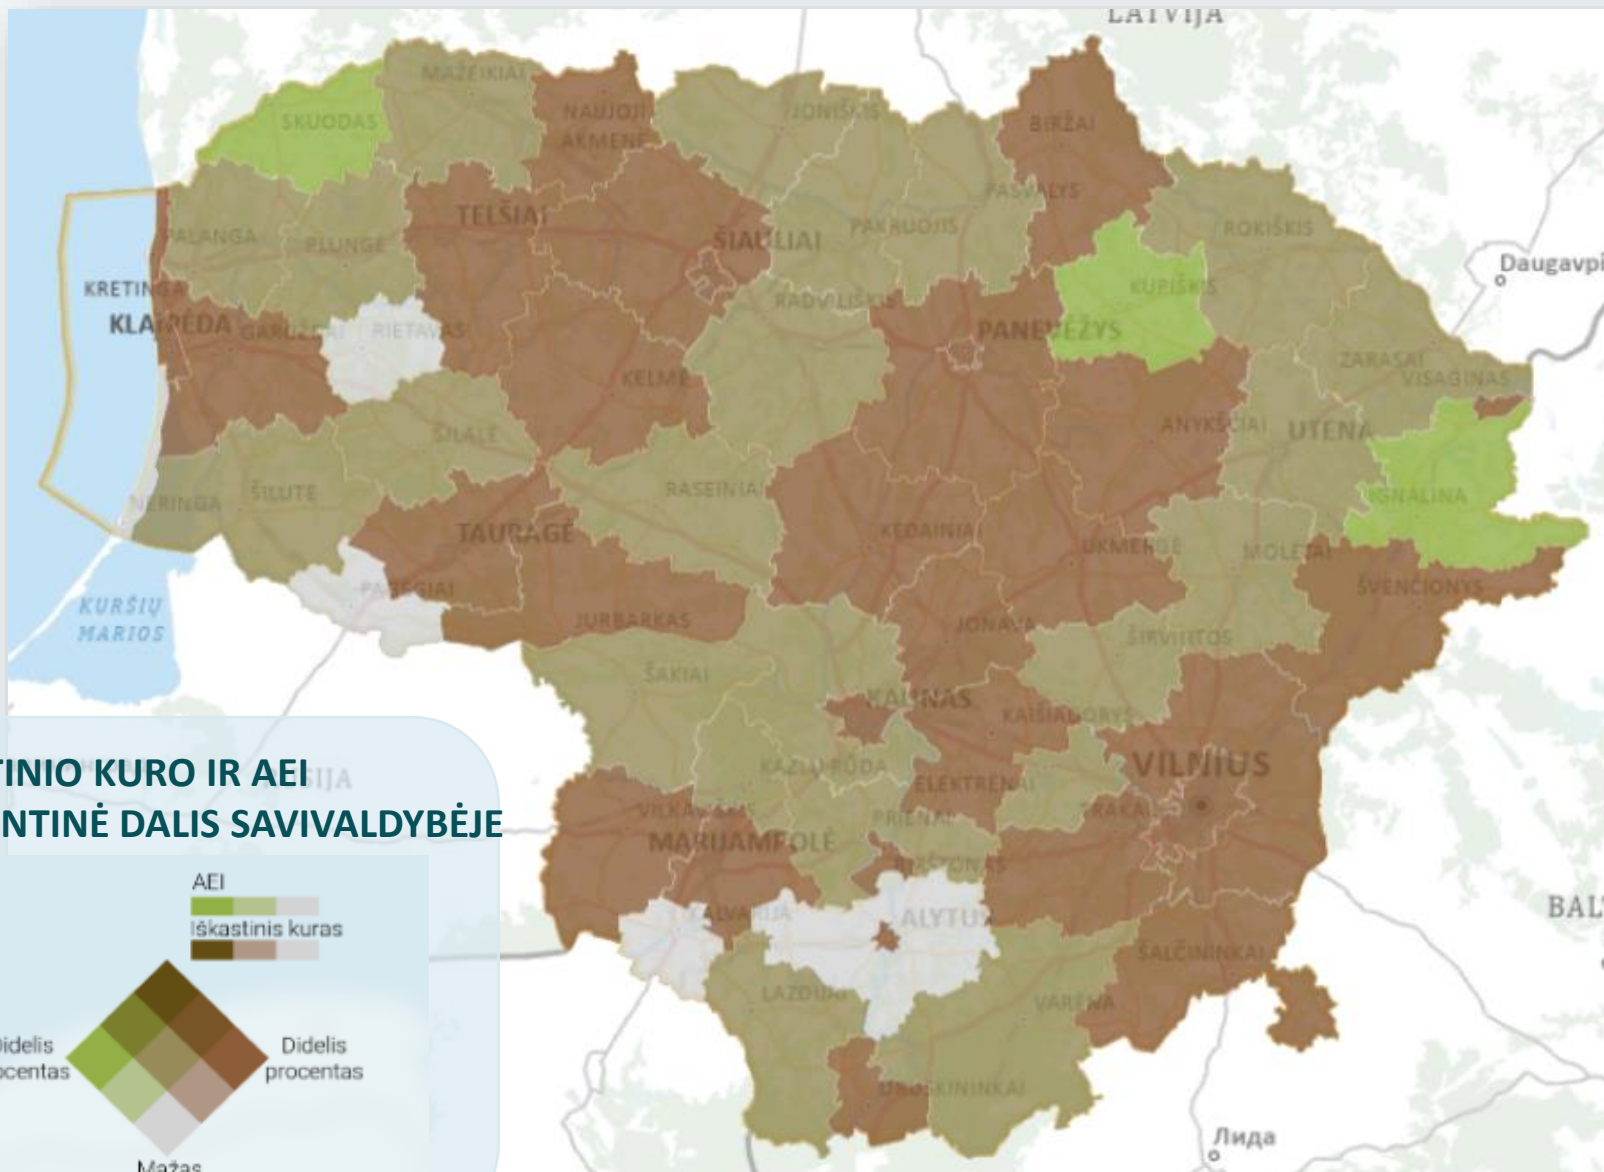 LATVIJA
MAŽEIKIAI
SKUODAS
NAUJOJI
AKMENĖ
JONIŠKIS
BIRŽAI
PASVALYS
TELŠIAI
PALANGA
PLUNGĖ
ŠIAULIAI
PAKRUOJIS
ROKIŠKIS
Daugavpi
KRETINGA
KUPIŠKIS
RADVILIŠKIS
KLAIPĖDA
GARGŽDAI
RIETAVAS
PANEVĖŽYS
ZARASAI
VISAGINAS
KELMĖ
ANYKŠČIAI
UTENA
ŠILALĖ
NERINGA
ŠILUTĖ
RASEINIAI
IGNALINA
TAURAGĖ
KĖDAINIAI
UKMERGĖ
MOLĖTAI
PAGĖGIAI
ŠVENČIONYS
KURŠIŲ
MARIOS
JURBARKAS
JONAVA
ŠIRVINTOS
ŠAKIAI
KAUNAS
KAIŠIADORYS
VILNIUS
KAZLŲ RŪDA
ELEKTRĖNAI
TRAKAI
VILKAVIŠKIS
PRIENAI
MARIJAMPOLĖ
BIRŠTONAS
KALVARIJA
ALYTUS
BAL
ŠALČININKAI
LAZDIJAI
VARĖNA
DRUSKININKAI
Лида
TINIO KURO IR AEI
NTINĖ DALIS SAVIVALDYBĖJE
AEI
Iškastinis kuras
Didelis
procentas
Didelis
procentas
Mažas